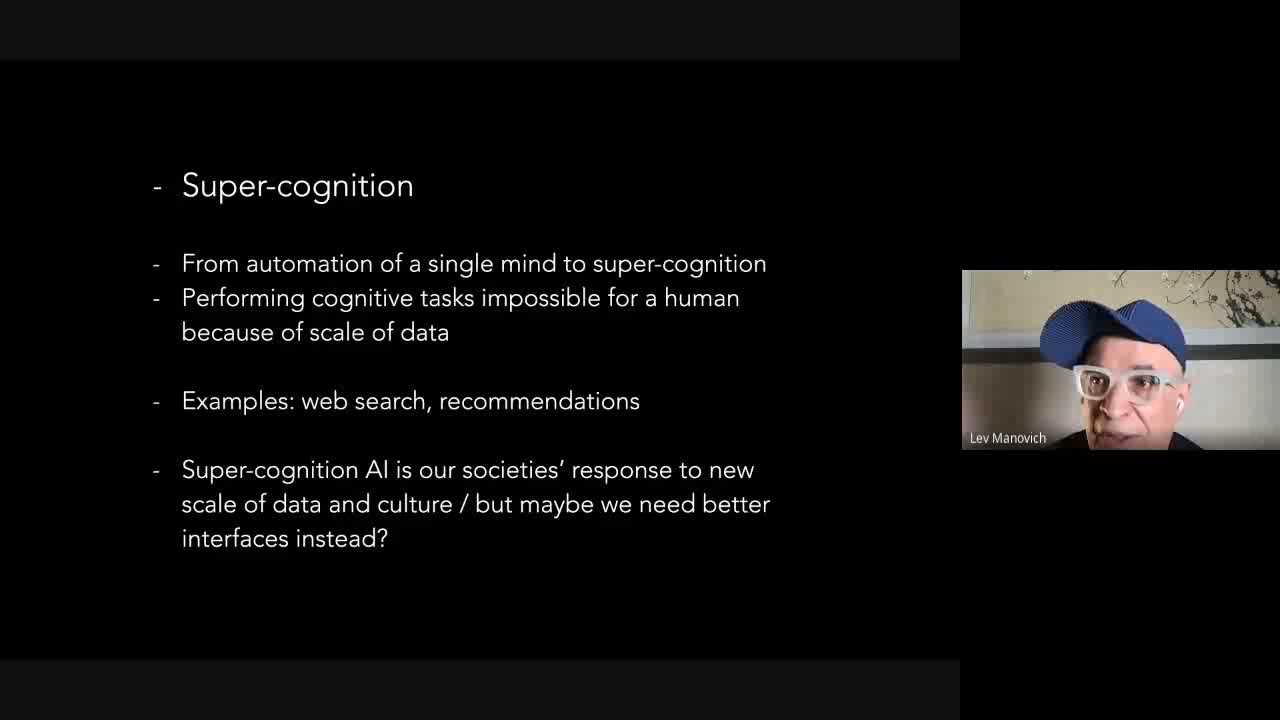 - Super-cognition
- From automation of a single mind to super-cognition
- Performing cognitive tasks impossible for a human
because of scale of data
- Examples: web search, recommendations
- Super-cognition AI is our societies’ response to new
scale of data and culture / but maybe we need better
interfaces instead?
Lev Manovich